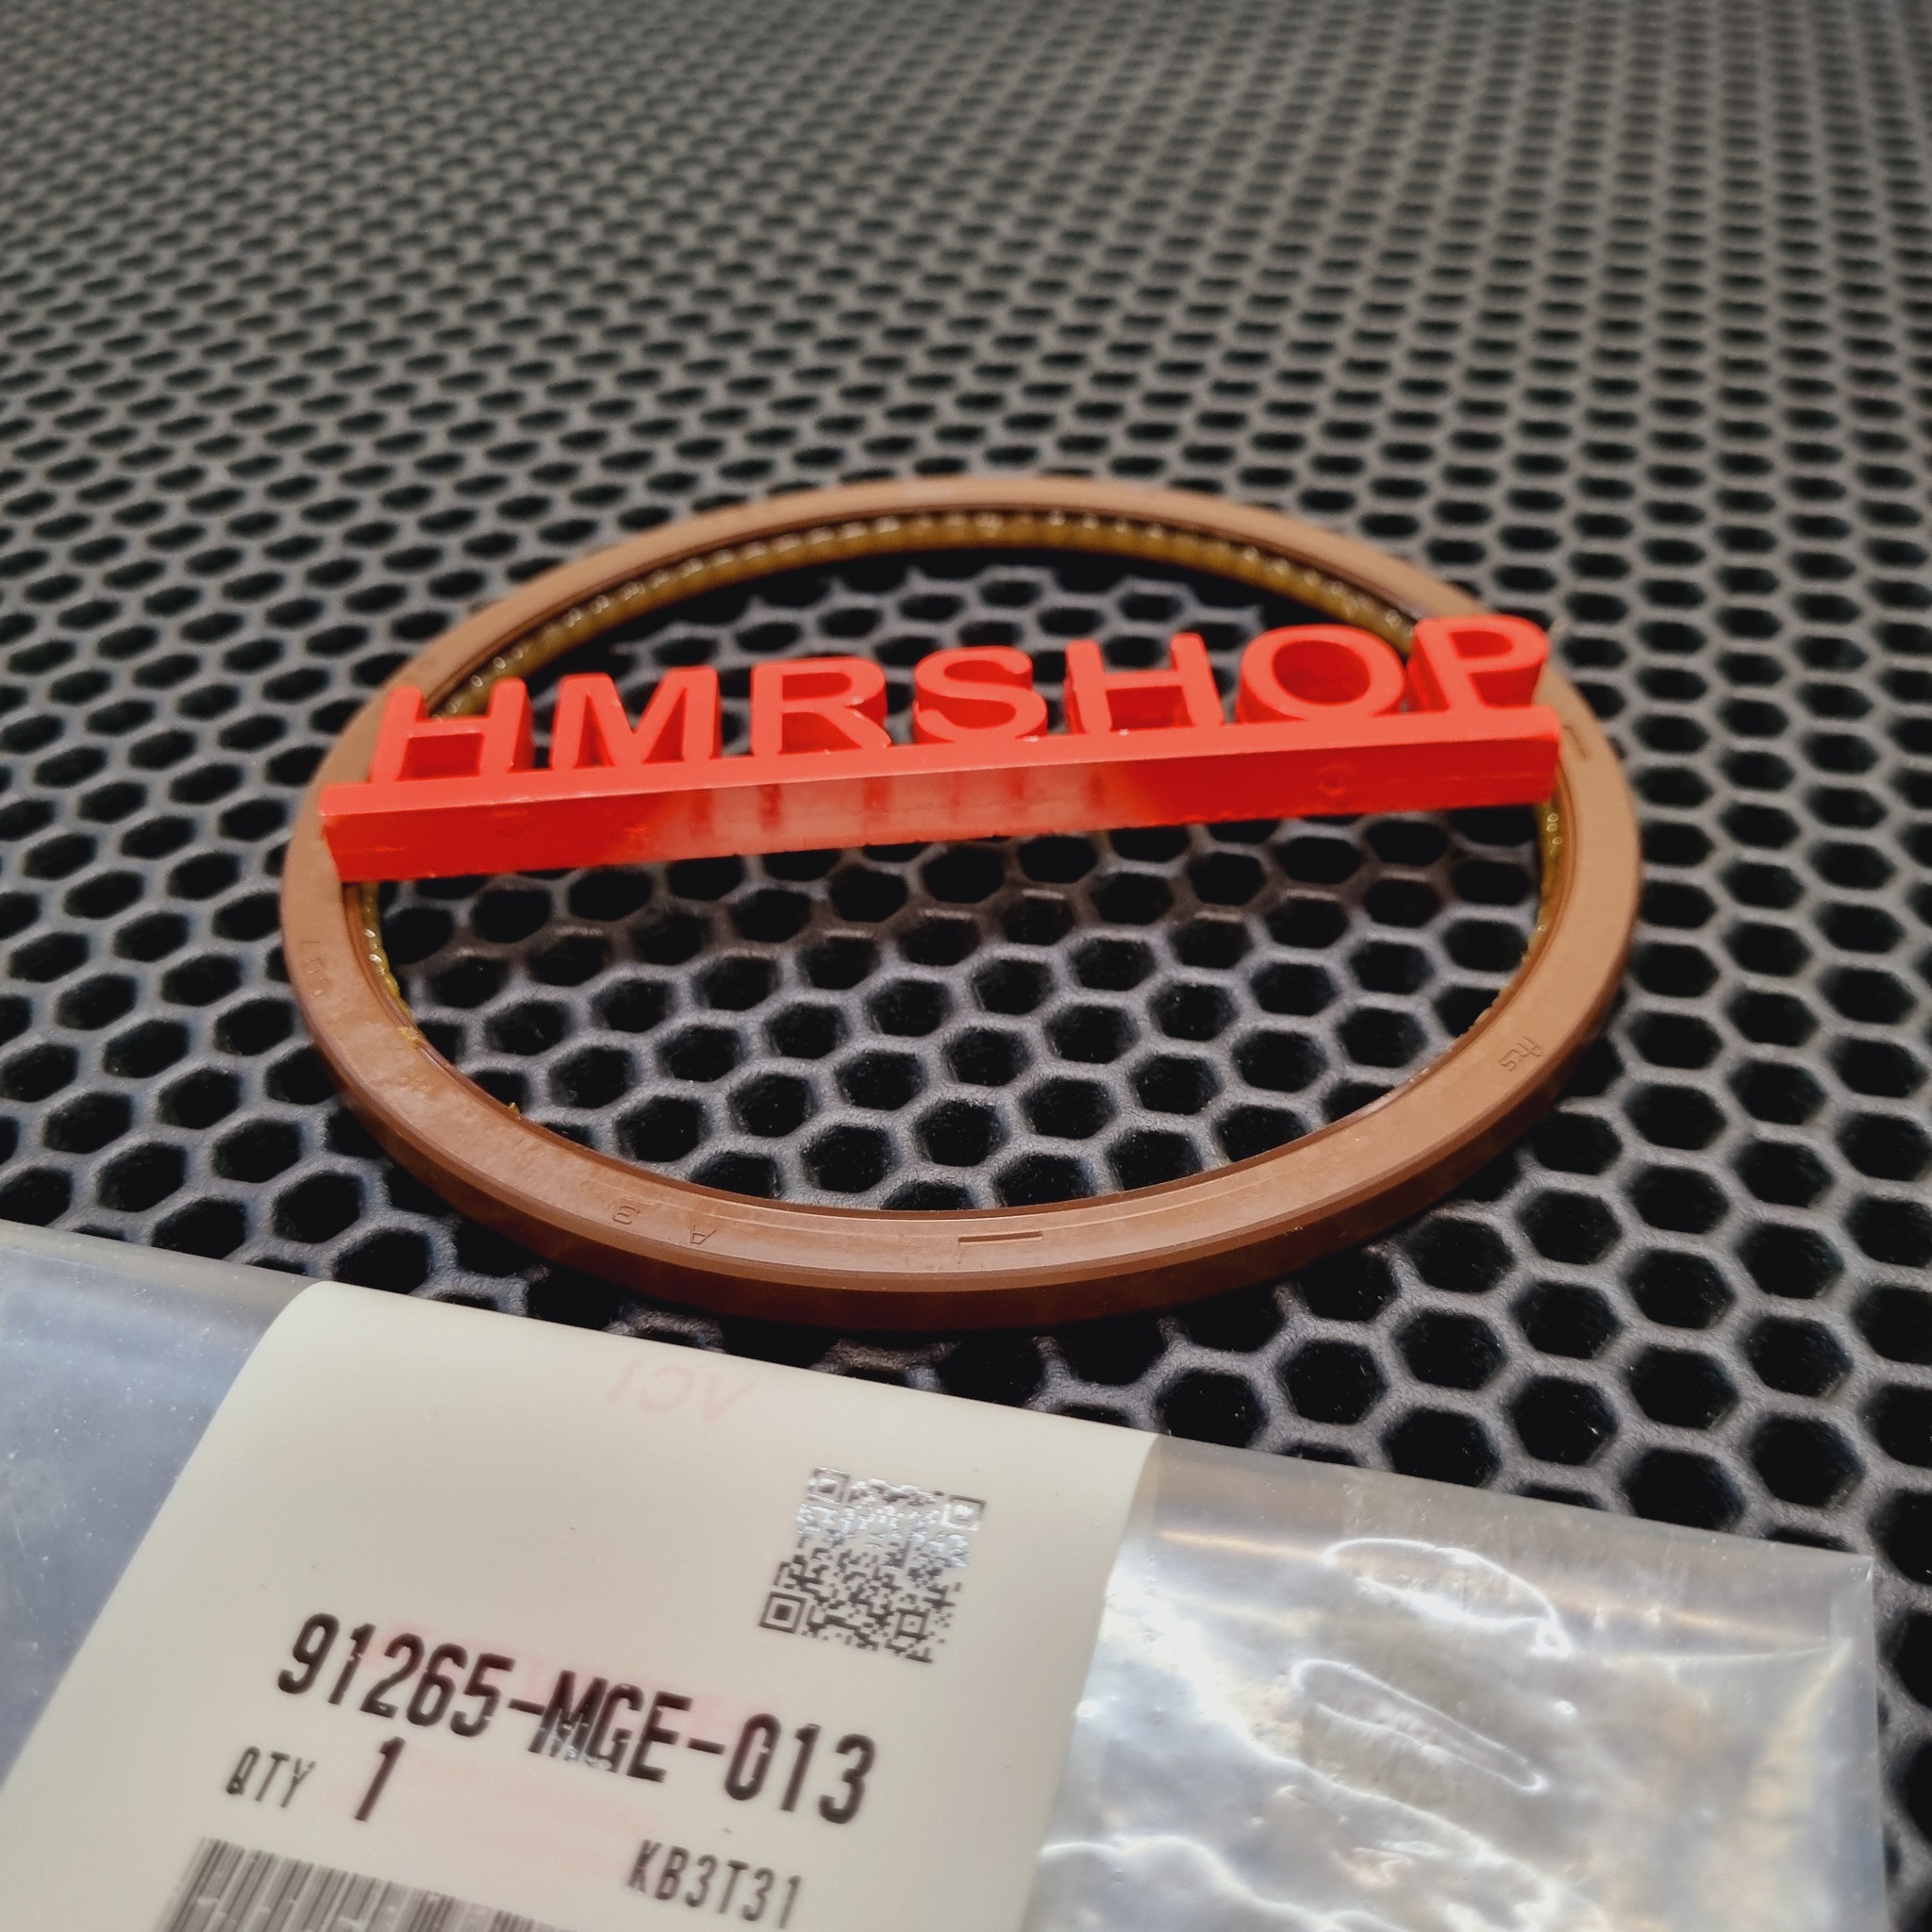 HMRSHOP
91265-MGE-013
QTY 1
KB3T31